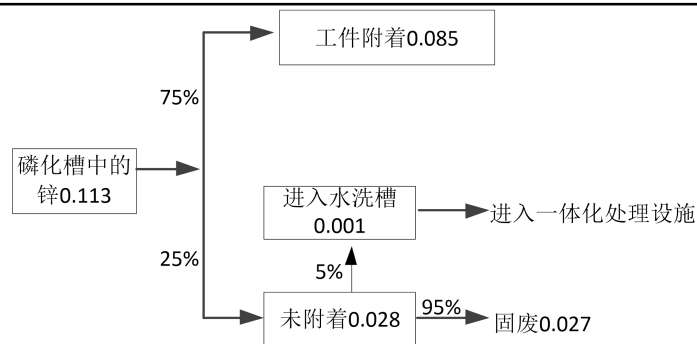 工件附着0.085
75%
磷化槽中的
锌0.113
进入水洗槽
0.001
进入一体化处理设施
25%
5%
未附着0.028
95%
固废0.027